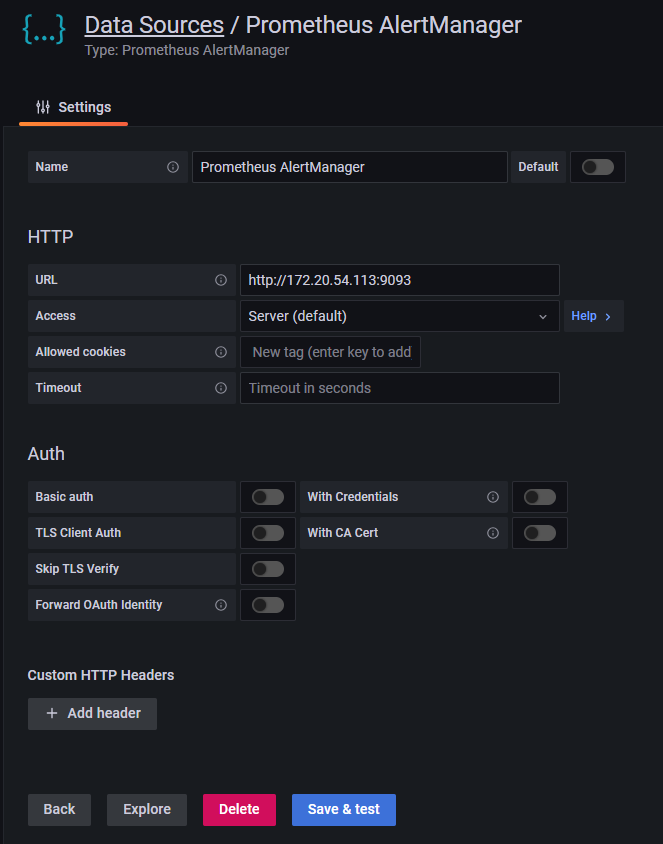 {...} Data Sources / Prometheus AlertManager
Type: Prometheus AlertManager
Settings
Name Prometheus AlertManager Default
HTTP
URL http://172.20.54.113:9093
Access Server (default) Help >
Allowed cookies New tag (enter key to add
Timeout Timeout in seconds
Auth
Basic auth With Credentials
TLS Client Auth With CA Cert
Skip TLS Verify
Forward OAuth Identity
Custom HTTP Headers
+ Add header
Back Explore Delete Save & test